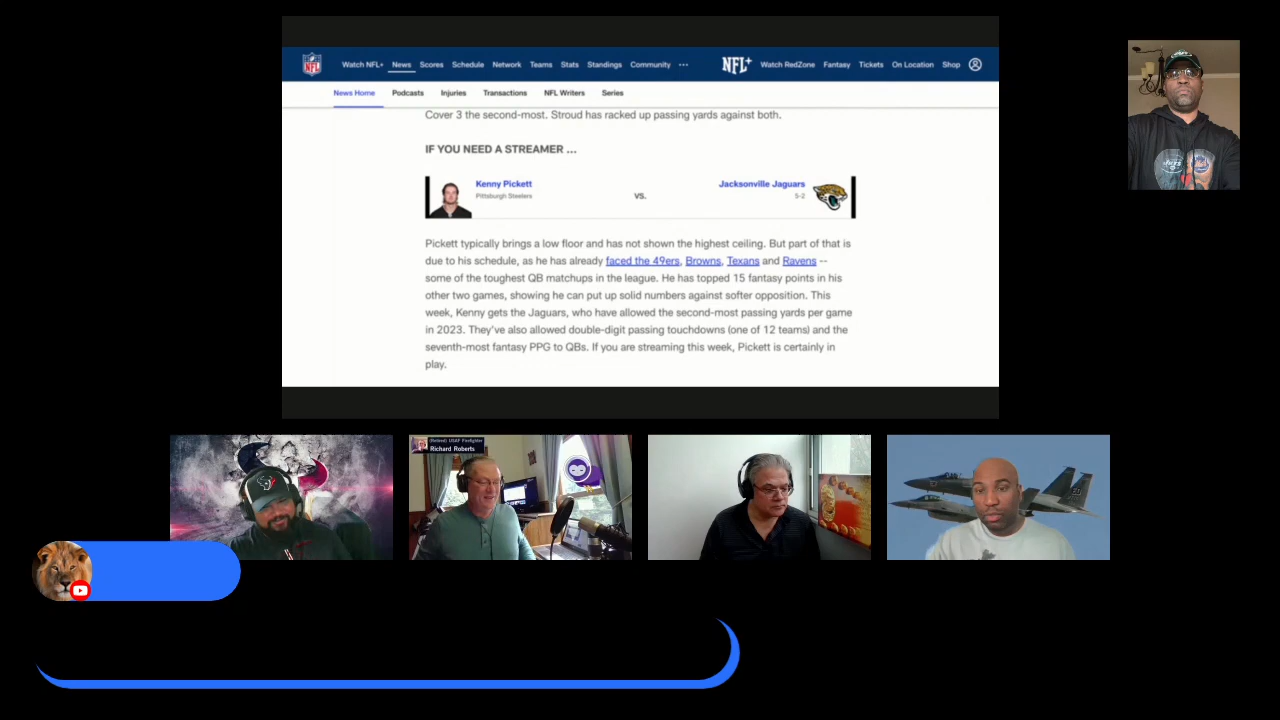 NFL
Watch NFL+ News Scores Schedule Network Teams Stats Standings Community ••• NFL+ Watch RedZone Fantasy Tickets On Location Shop
News Home Podcasts Injuries Transactions NFL Writers Series
Cover 3 the second-most. Stroud has racked up passing yards against both.
IF YOU NEED A STREAMER ...
Kenny Pickett
Pittsburgh Steelers
VS.
Jacksonville Jaguars
5-2
Pickett typically brings a low floor and has not shown the highest ceiling. But part of that is
due to his schedule, as he has already faced the 49ers, Browns, Texans and Ravens --
some of the toughest QB matchups in the league. He has topped 15 fantasy points in his
other two games, showing he can put up solid numbers against softer opposition. This
week, Kenny gets the Jaguars, who have allowed the second-most passing yards per game
in 2023. They've also allowed double-digit passing touchdowns (one of 12 teams) and the
seventh-most fantasy PPG to QBs. If you are streaming this week, Pickett is certainly in
play.
(Retired) USAF Firefighter
Richard Roberts
JETS